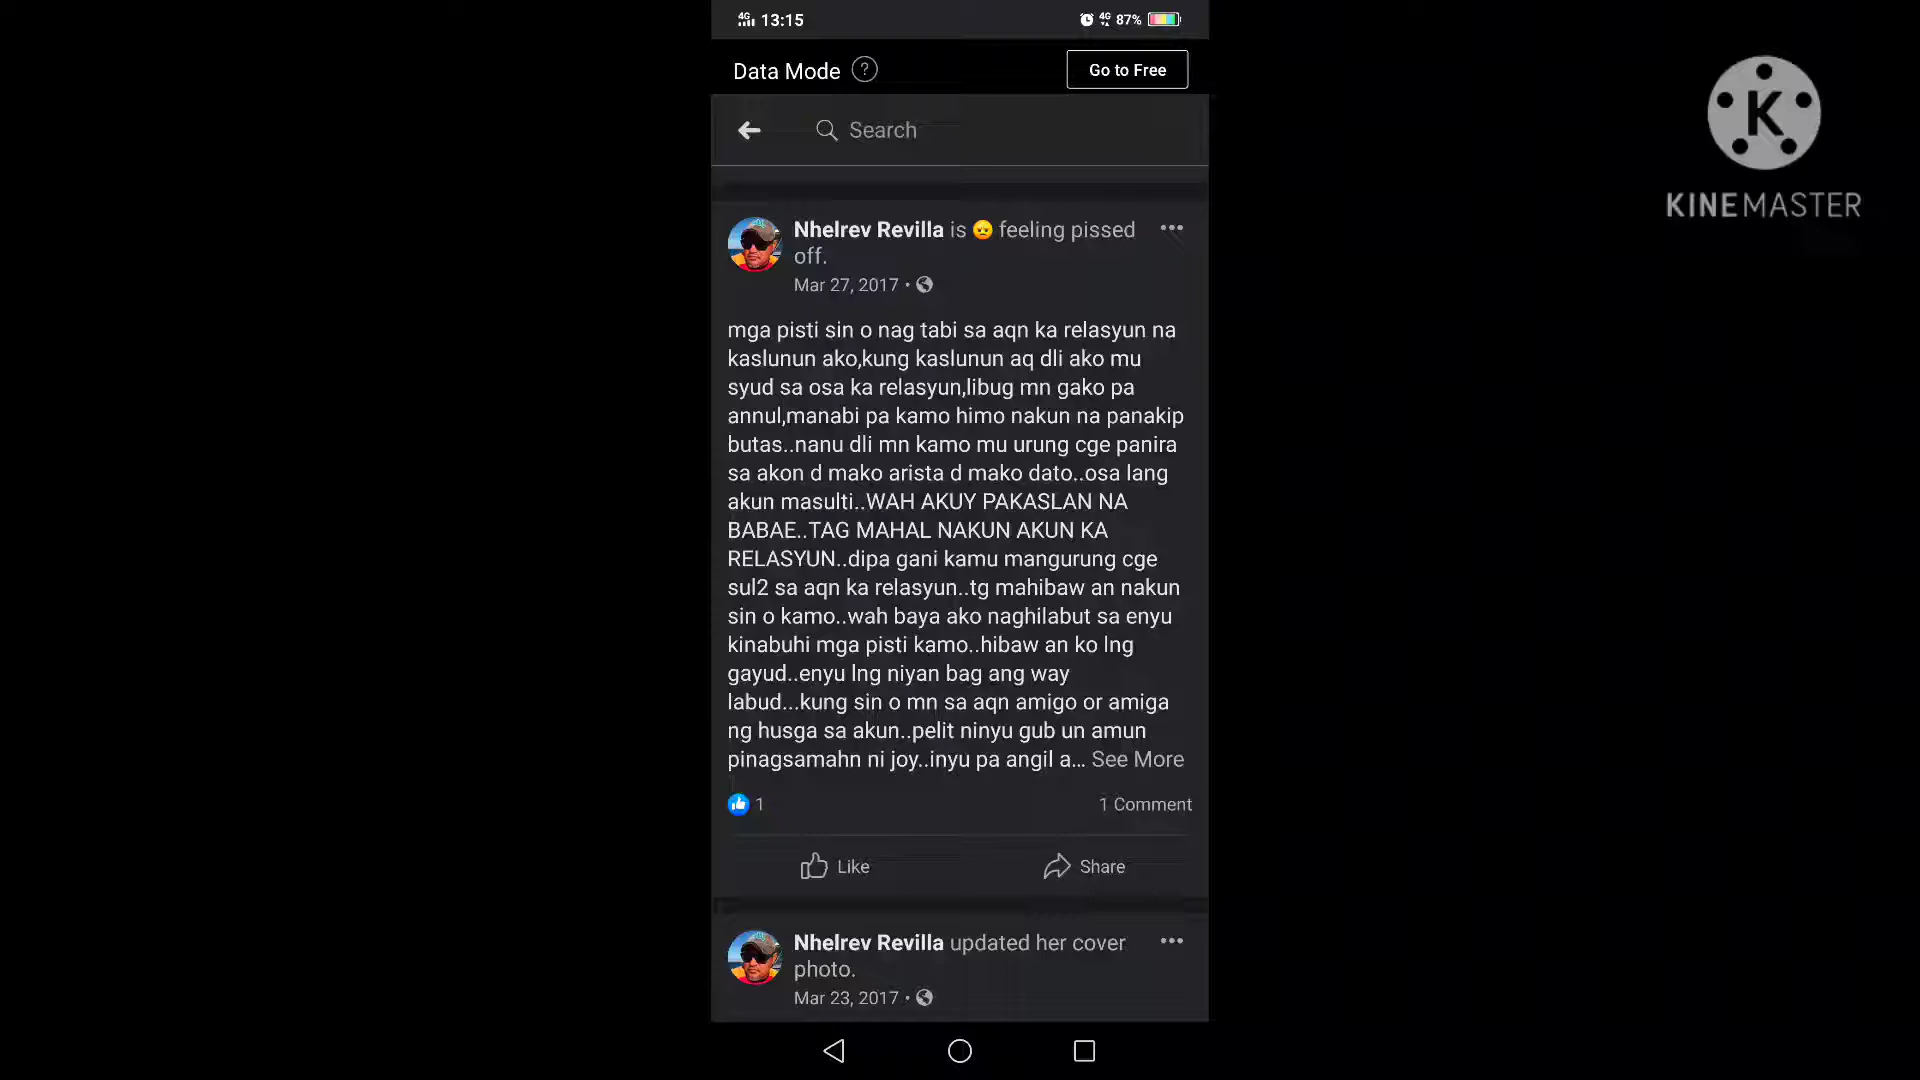 4G 13:15 4G 87%
Data Mode ? Go to Free
Search
Nhelrev Revilla is 😞 feeling pissed
off.
Mar 27, 2017 •
mga pisti sin o nag tabi sa aqn ka relasyun na
kaslunun ako,kung kaslunun aq dli ako mu
syud sa osa ka relasyun,libug mn gako pa
annul,manabi pa kamo himo nakun na panakip
butas..nanu dli mn kamo mu urung cge panira
sa akon d mako arista d mako dato..osa lang
akun masulti..WAH AKUY PAKASLAN NA
BABAE..TAG MAHAL NAKUN AKUN KA
RELASYUN..dipa gani kamu mangurung cge
sul2 sa aqn ka relasyun..tg mahibaw an nakun
sin o kamo..wah baya ako naghilabut sa enyu
kinabuhi mga pisti kamo..hibaw an ko lng
gayud..enyu lng niyan bag ang way
labud...kung sin o mn sa aqn amigo or amiga
ng husga sa akun..pelit ninyu gub un amun
pinagsamahn ni joy..inyu pa angil a... See More
1 1 Comment
Like Share
Nhelrev Revilla updated her cover
photo.
Mar 23, 2017 •
K
KINEMASTER